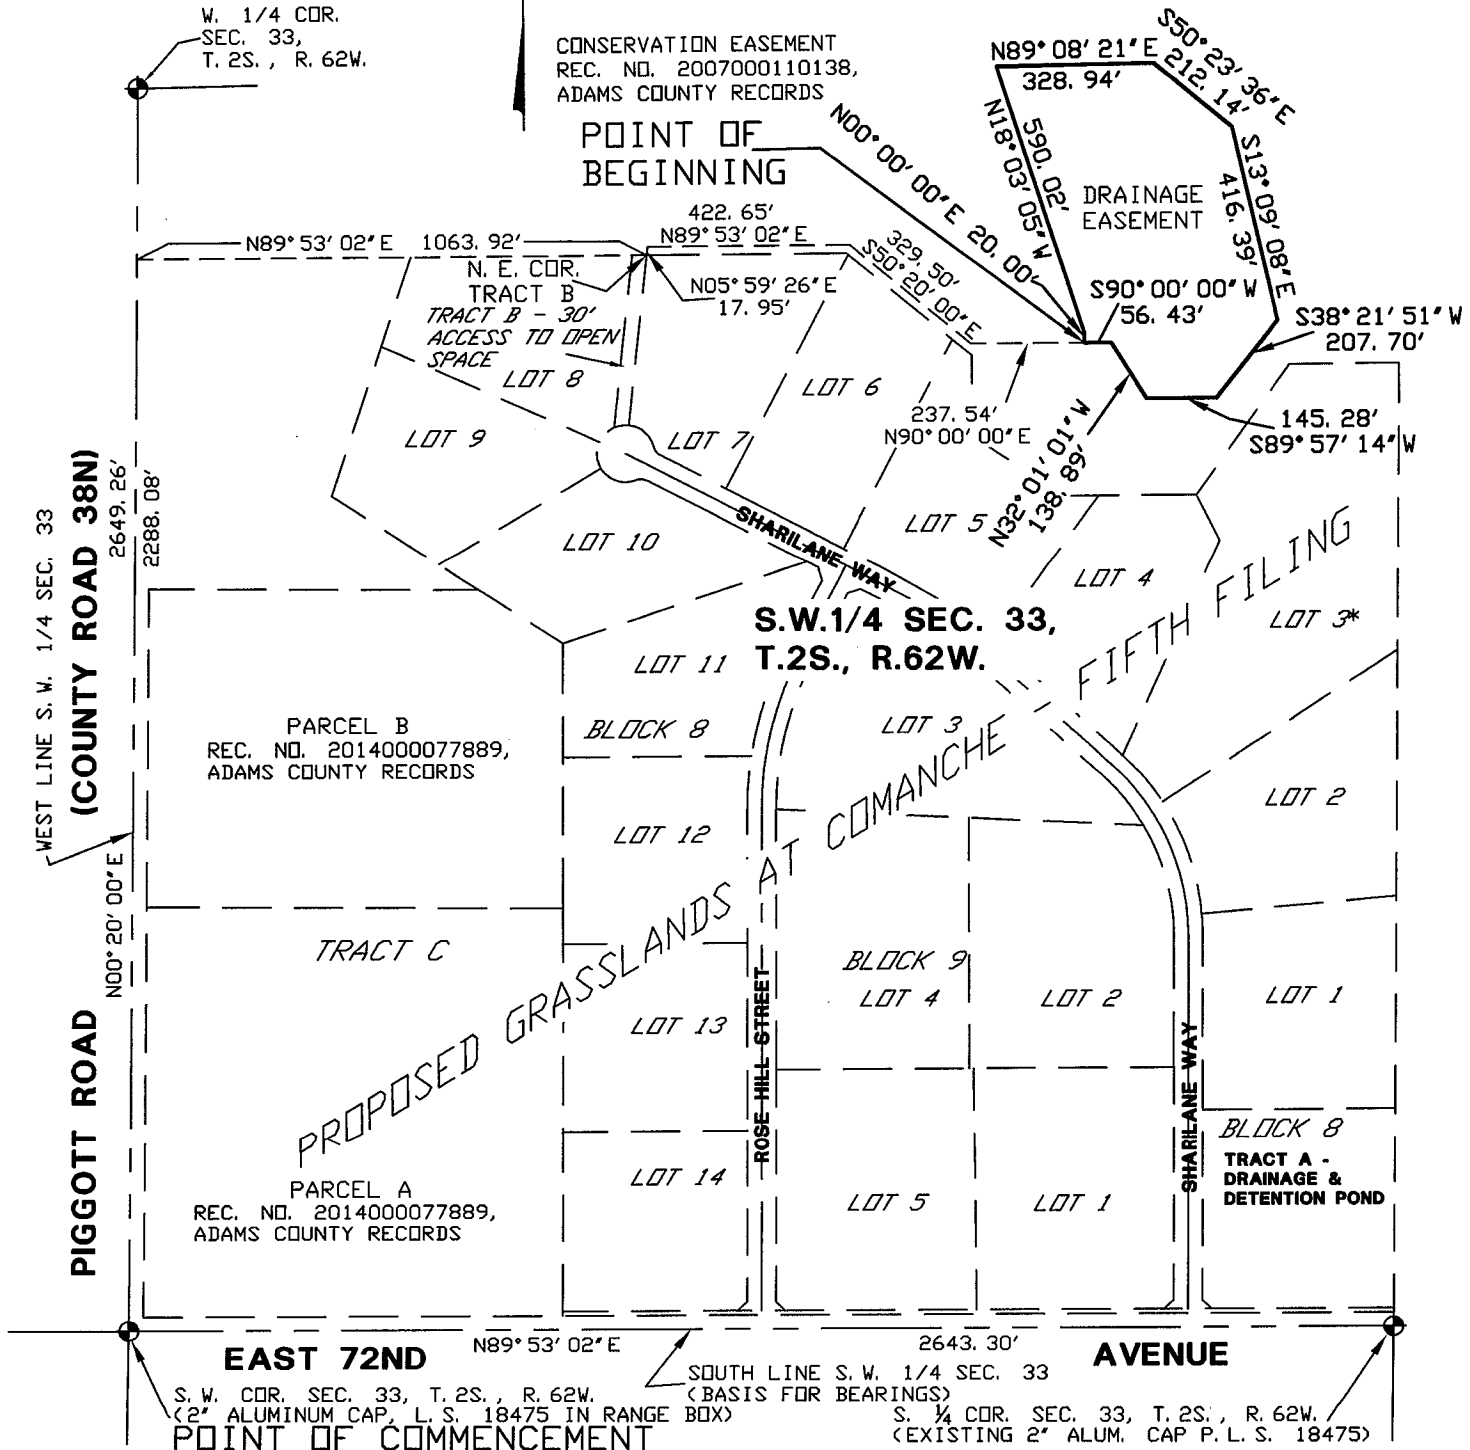 W. 1/4 COR.
SEC. 33,
T. 2S., R. 62W.
CONSERVATION EASEMENT
REC. NO. 2007000110138,
ADAMS COUNTY RECORDS
POINT OF
BEGINNING
N00°00'00"E 20.00'
N89°08'21"E
328.94'
S50°23'36"E
212.14'
N18°03'05"W
590.02'
DRAINAGE
EASEMENT
S13°09'08"E
416.39'
S90°00'00"W
56.43'
S38°21'51"W
207.70'
145.28'
S89°57'14"W
N32°01'01"W
138.89'
N89°53'02"E 1063.92'
422.65'
N89°53'02"E
329.50'
S50°20'00"E
N. E. COR.
TRACT B
N05°59'26"E
17.95'
TRACT B - 30'
ACCESS TO OPEN
SPACE
237.54'
N90°00'00"E
LOT 8
LOT 6
LOT 9
LOT 7
LOT 10
LOT 5
LOT 4
LOT 3*
SHARILANE WAY
S.W.1/4 SEC. 33,
T.2S., R.62W.
LOT 11
BLOCK 8
LOT 3
LOT 2
LOT 12
PARCEL B
REC. NO. 2014000077889,
ADAMS COUNTY RECORDS
WEST LINE S. W. 1/4 SEC. 33
(COUNTY ROAD 38N)
2649.26'
2288.08'
N00°20'00"E
PIGGOTT ROAD
PROPOSED GRASSLANDS AT COMANCHE FIFTH FILING
TRACT C
BLOCK 9
LOT 4
LOT 2
LOT 1
LOT 13
ROSE HILL STREET
SHARILANE WAY
BLOCK 8
TRACT A -
DRAINAGE &
DETENTION POND
LOT 14
LOT 5
LOT 1
PARCEL A
REC. NO. 2014000077889,
ADAMS COUNTY RECORDS
EAST 72ND
N89°53'02"E
2643.30'
AVENUE
SOUTH LINE S. W. 1/4 SEC. 33
(BASIS FOR BEARINGS)
S. W. COR. SEC. 33, T. 2S., R. 62W.
(2" ALUMINUM CAP, L. S. 18475 IN RANGE BOX)
POINT OF COMMENCEMENT
S. ¼ COR. SEC. 33, T. 2S., R. 62W.
(EXISTING 2" ALUM. CAP P. L. S. 18475)